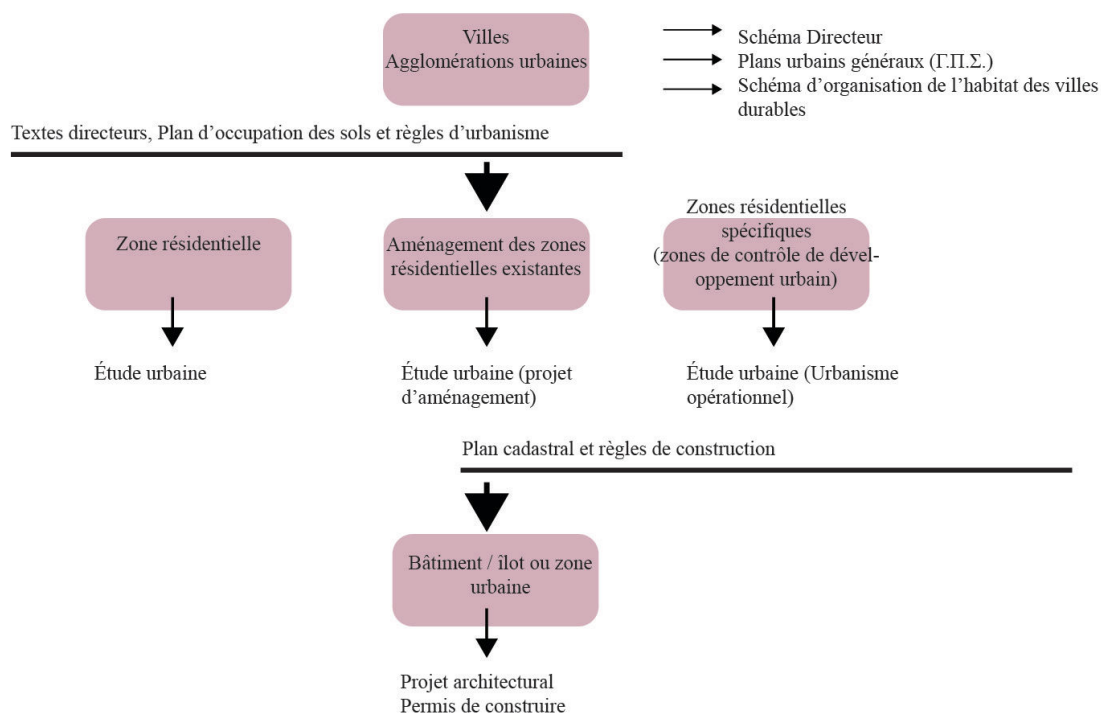 Villes
Agglomérations urbaines
Schéma Directeur
Plans urbains généraux (Γ.Π.Σ.)
Schéma d’organisation de l’habitat des villes
durables
Textes directeurs, Plan d’occupation des sols et règles d’urbanisme
Zone résidentielle
Aménagement des zones
résidentielles existantes
Zones résidentielles
spécifiques
(zones de contrôle de dével-
oppement urbain)
Étude urbaine
Étude urbaine (projet
d’aménagement)
Étude urbaine (Urbanisme
opérationnel)
Plan cadastral et règles de construction
Bâtiment / îlot ou zone
urbaine
Projet architectural
Permis de construire